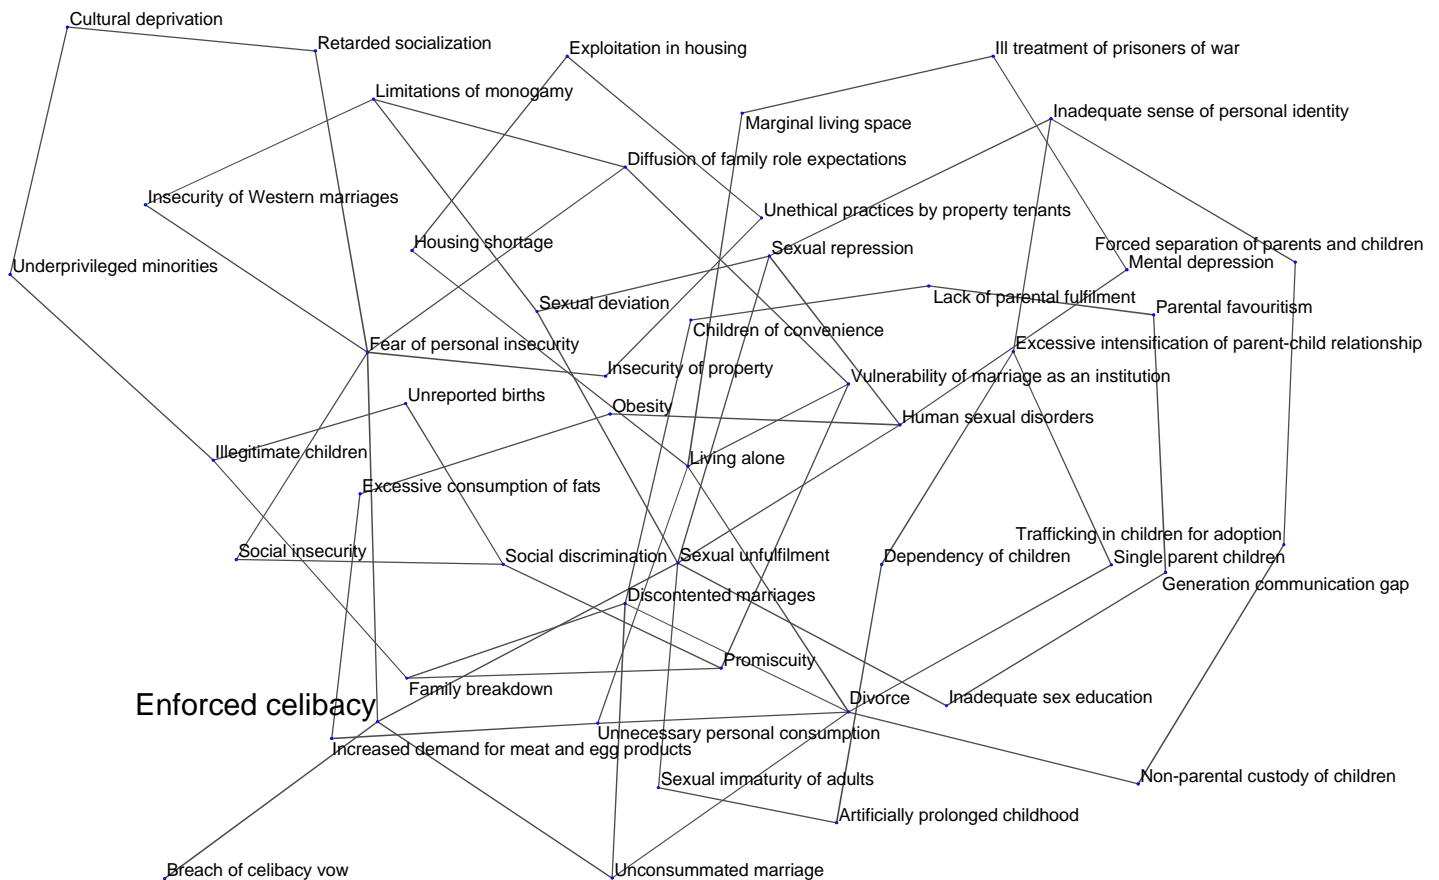 Cultural deprivation
Retarded socialization
Exploitation in housing
Ill treatment of prisoners of war
Limitations of monogamy
Marginal living space
Inadequate sense of personal identity
Diffusion of family role expectations
Insecurity of Western marriages
Unethical practices by property tenants
Housing shortage
Sexual repression
Forced separation of parents and children
Underprivileged minorities
Mental depression
Sexual deviation
Lack of parental fulfilment
Parental favouritism
Children of convenience
Fear of personal insecurity
Excessive intensification of parent-child relationship
Insecurity of property
Vulnerability of marriage as an institution
Unreported births
Obesity
Human sexual disorders
Illegitimate children
Living alone
Excessive consumption of fats
Trafficking in children for adoption
Social insecurity
Social discrimination
Sexual unfulfilment
Dependency of children
Single parent children
Generation communication gap
Discontented marriages
Promiscuity
Family breakdown
Divorce
Inadequate sex education
Enforced celibacy
Unnecessary personal consumption
Increased demand for meat and egg products
Sexual immaturity of adults
Non-parental custody of children
Artificially prolonged childhood
Breach of celibacy vow
Unconsummated marriage